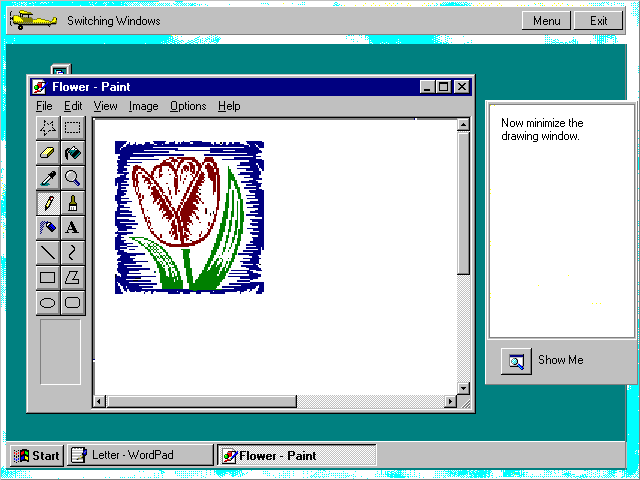 Switching Windows
Menu
Exit
Flower - Paint
File Edit View Image Options Help
A
Now minimize the
drawing window.
Show Me
Start
Letter - WordPad
Flower - Paint